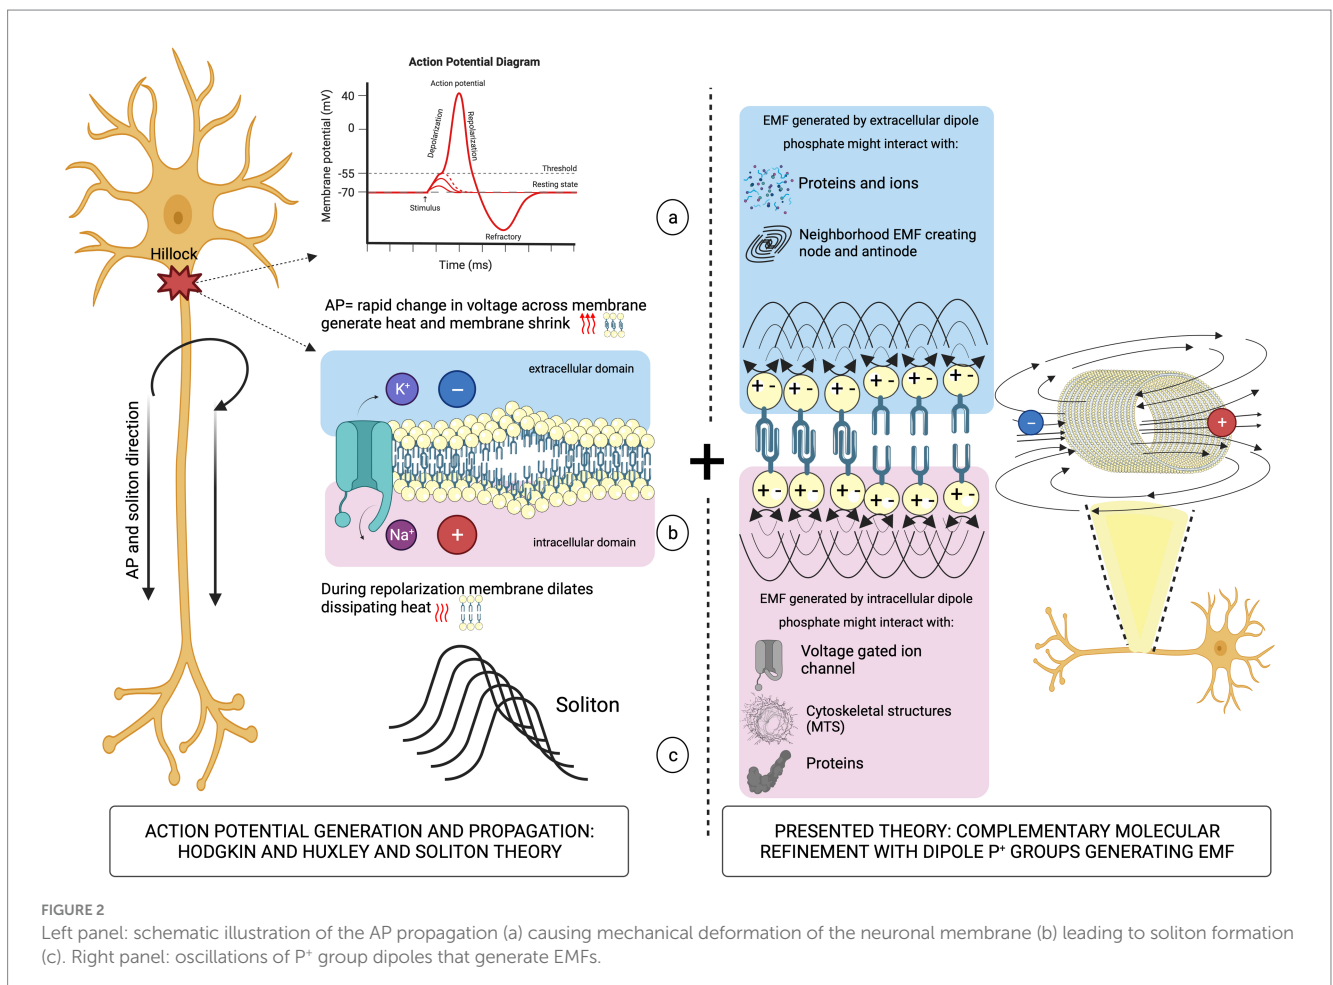 Action Potential Diagram
Action potential
Membrane potential (mV)
40
0
-55
-70
Depolarization
Repolarization
Threshold
Resting state
Stimulus
Refractory
Time (ms)
a
Hillock
AP= rapid change in voltage across membrane
generate heat and membrane shrink
extracellular domain
K⁺
−
Na⁺
+
intracellular domain
b
AP and soliton direction
During repolarization membrane dilates
dissipating heat
Soliton
c
ACTION POTENTIAL GENERATION AND PROPAGATION:
HODGKIN AND HUXLEY AND SOLITON THEORY
+
EMF generated by extracellular dipole
phosphate might interact with:
Proteins and ions
Neighborhood EMF creating
node and antinode
+ - + - + - + - + - + -
+ - + - + - + - + - + -
−
+
EMF generated by intracellular dipole
phosphate might interact with:
Voltage gated ion
channel
Cytoskeletal structures
(MTS)
Proteins
PRESENTED THEORY: COMPLEMENTARY MOLECULAR
REFINEMENT WITH DIPOLE P⁺ GROUPS GENERATING EMF
FIGURE 2
Left panel: schematic illustration of the AP propagation (a) causing mechanical deformation of the neuronal membrane (b) leading to soliton formation
(c). Right panel: oscillations of P⁺ group dipoles that generate EMFs.